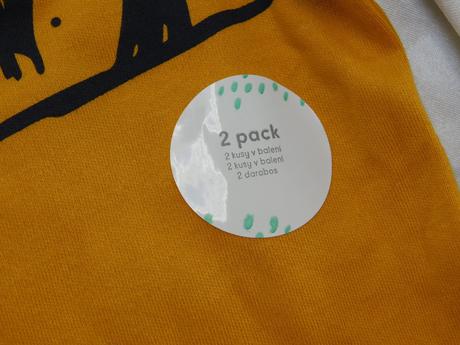 2 pack
2 kusy v balení
2 kusy v balení
2 darabos